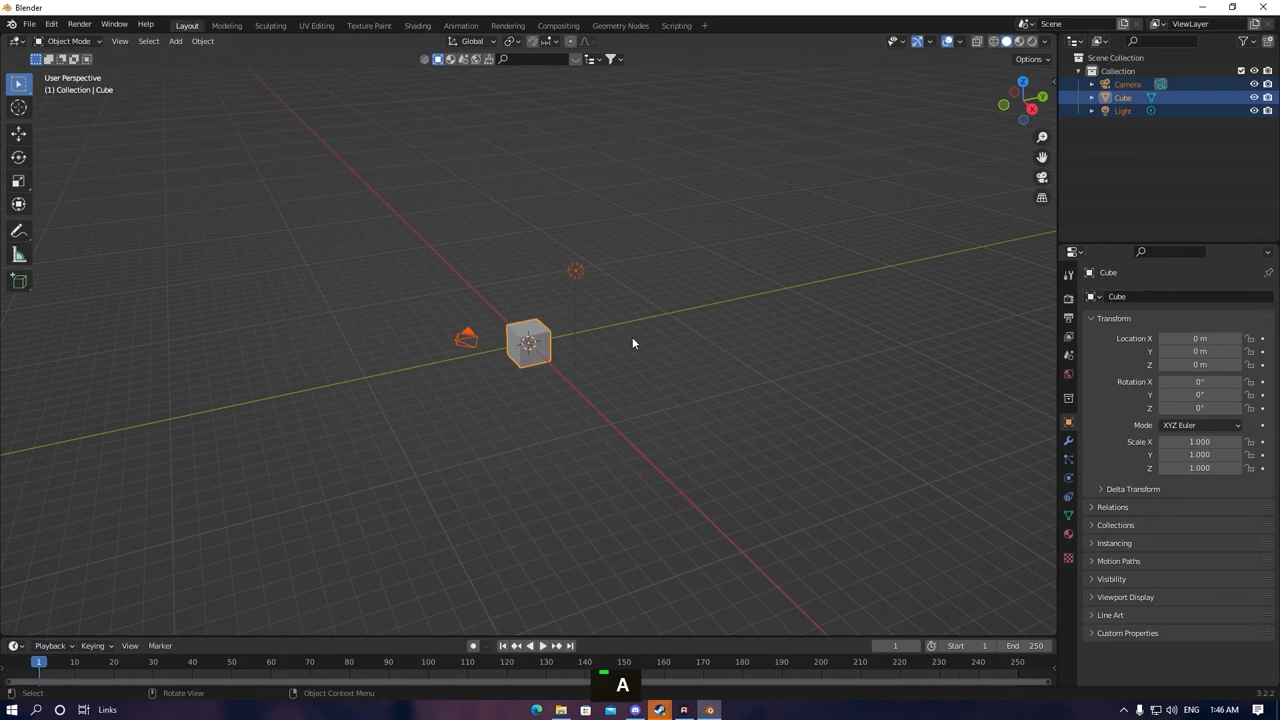 Blender
File Edit Render Window Help Layout Modeling Sculpting UV Editing Texture Paint Shading Animation Rendering Compositing Geometry Nodes Scripting + Scene ViewLayer
Object Mode View Select Add Object Global
Options
User Perspective
(1) Collection | Cube
Z
Y
X
Scene Collection
Collection
Camera
Cube
Light
Cube
Cube
Transform
Location X 0 m
Y 0 m
Z 0 m
Rotation X 0°
Y 0°
Z 0°
Mode XYZ Euler
Scale X 1.000
Y 1.000
Z 1.000
Delta Transform
Relations
Collections
Instancing
Motion Paths
Visibility
Viewport Display
Line Art
Custom Properties
Playback Keying View Marker 1 Start 1 End 250
1 10 20 30 40 50 60 70 80 90 100 110 120 130 140 150 160 170 180 190 200 210 220 230 240 250
A
Select Rotate View Object Context Menu 3.2.2
Links ENG 1:46 AM